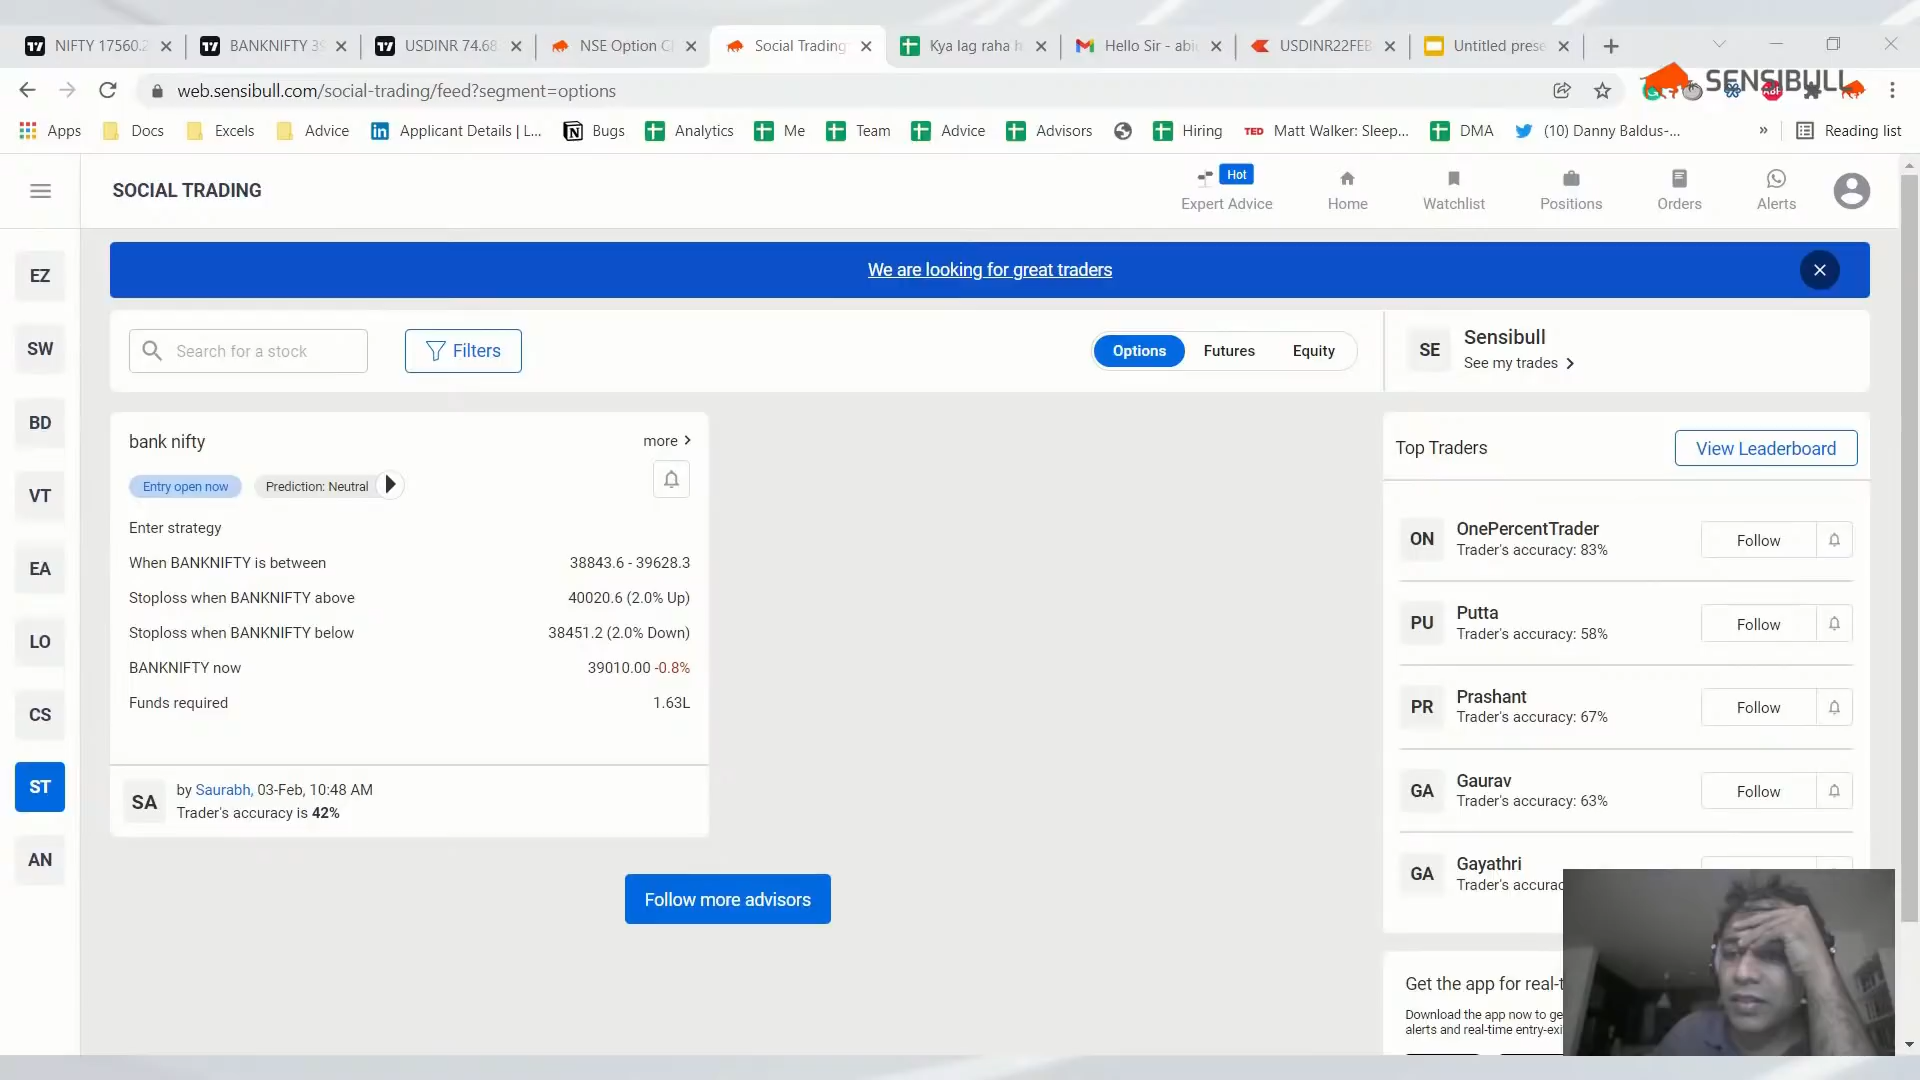 NIFTY 17560.2
BANKNIFTY 39
USDINR 74.68
NSE Option C
Social Trading
Kya lag raha h
Hello Sir - abi
USDINR22FEB
Untitled prese
web.sensibull.com/social-trading/feed?segment=options
SENSIBULL
Apps
Docs
Excels
Advice
Applicant Details | L...
Bugs
Analytics
Me
Team
Advice
Advisors
Hiring
TED
Matt Walker: Sleep...
DMA
(10) Danny Baldus-...
»
Reading list
SOCIAL TRADING
Hot
Expert Advice
Home
Watchlist
Positions
Orders
Alerts
EZ
SW
BD
VT
EA
LO
CS
ST
AN
We are looking for great traders
Search for a stock
Filters
Options
Futures
Equity
SE
Sensibull
See my trades
bank nifty
more
Entry open now
Prediction: Neutral
Enter strategy
When BANKNIFTY is between 38843.6 - 39628.3
Stoploss when BANKNIFTY above 40020.6 (2.0% Up)
Stoploss when BANKNIFTY below 38451.2 (2.0% Down)
BANKNIFTY now 39010.00 -0.8%
Funds required 1.63L
SA
by Saurabh, 03-Feb, 10:48 AM
Trader's accuracy is 42%
Follow more advisors
Top Traders
View Leaderboard
ON
OnePercentTrader
Trader's accuracy: 83%
Follow
PU
Putta
Trader's accuracy: 58%
Follow
PR
Prashant
Trader's accuracy: 67%
Follow
GA
Gaurav
Trader's accuracy: 63%
Follow
GA
Gayathri
Trader's accurac
Get the app for real-t
Download the app now to ge
alerts and real-time entry-exi